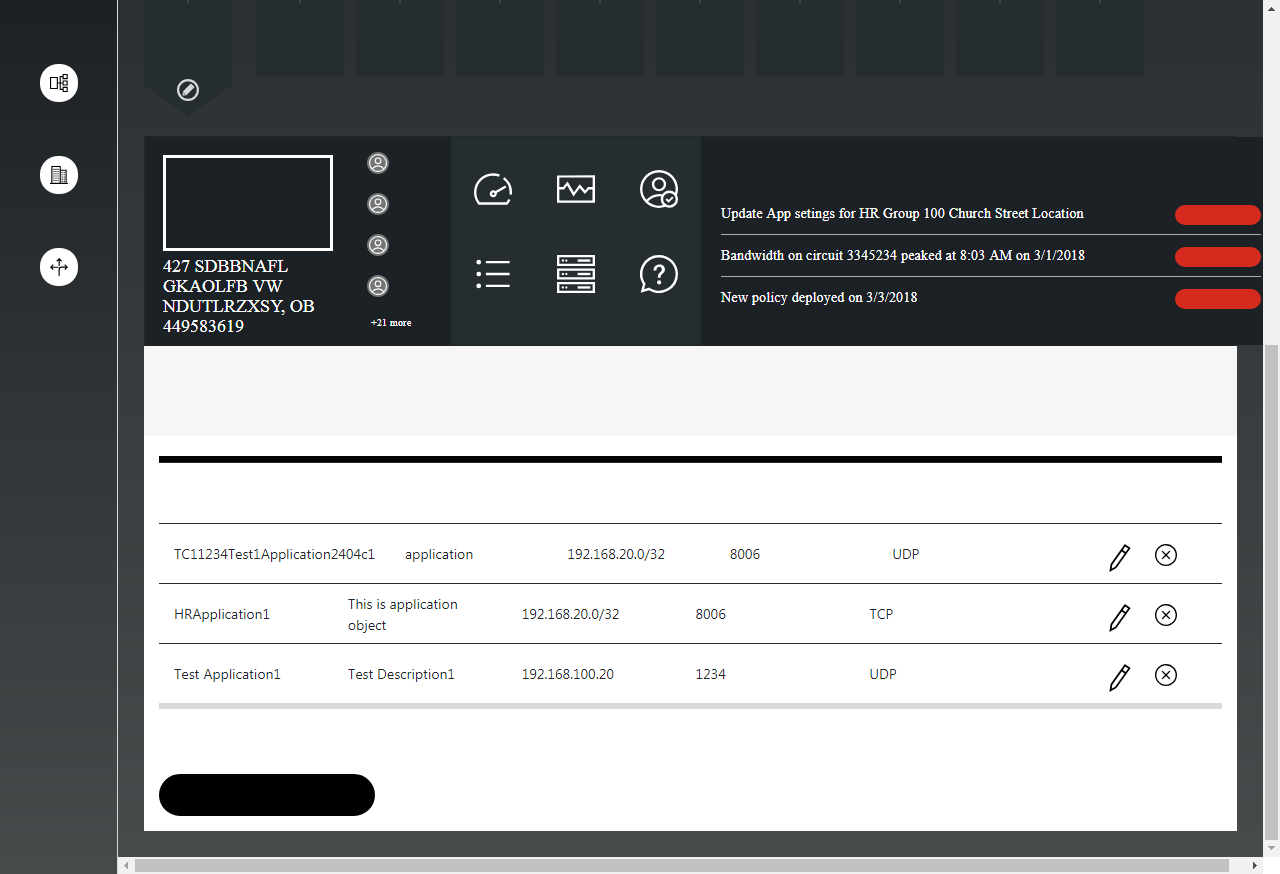 427 SDBBNAFL
GKAOLFB VW
NDUTLRZXSY, OB
449583619
+21 more
Update App setings for HR Group 100 Church Street Location
Bandwidth on circuit 3345234 peaked at 8:03 AM on 3/1/2018
New policy deployed on 3/3/2018
TC11234Test1Application2404c1 application 192.168.20.0/32 8006 UDP
HRApplication1 This is application object 192.168.20.0/32 8006 TCP
Test Application1 Test Description1 192.168.100.20 1234 UDP